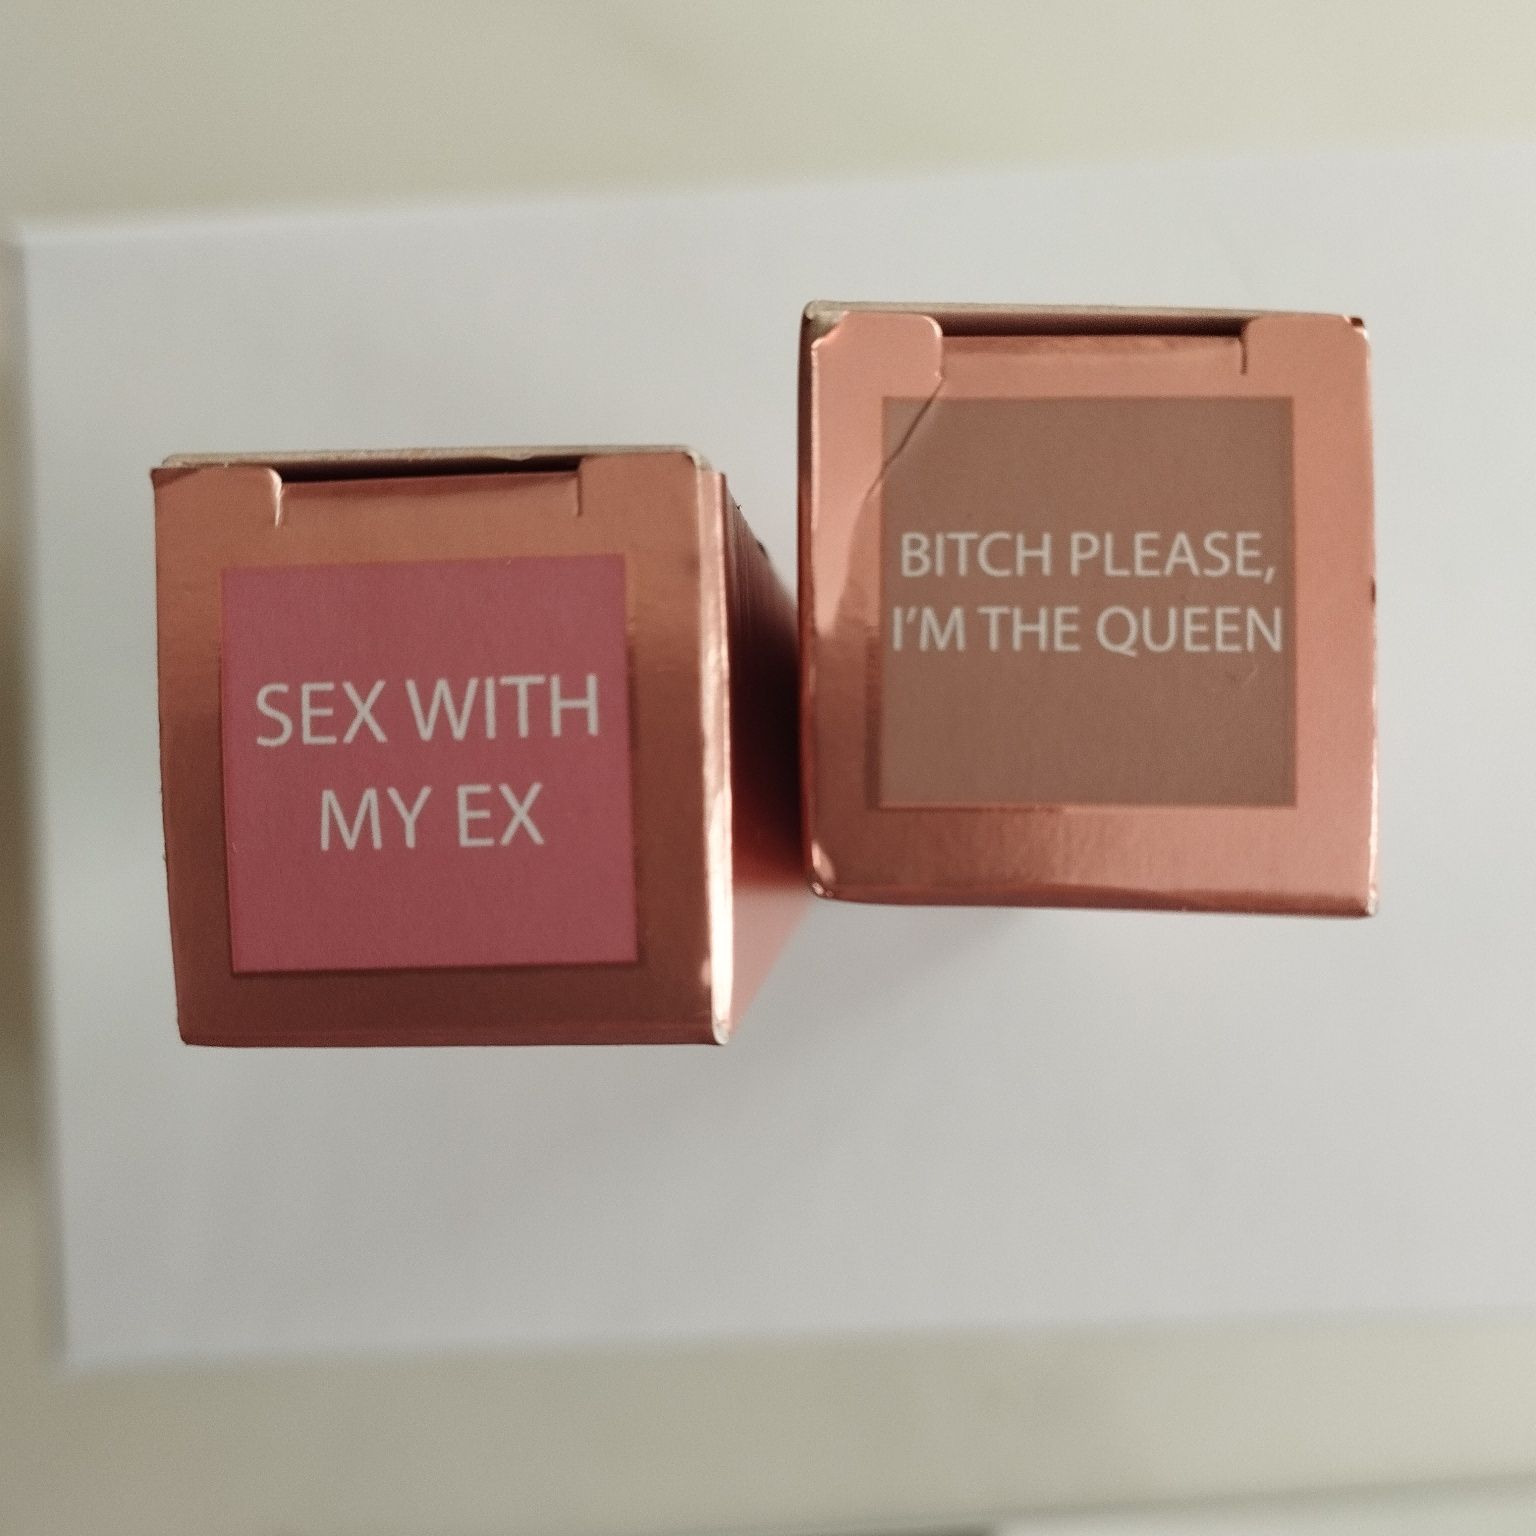 SEX WITH
MY EX
BITCH PLEASE,
I'M THE QUEEN